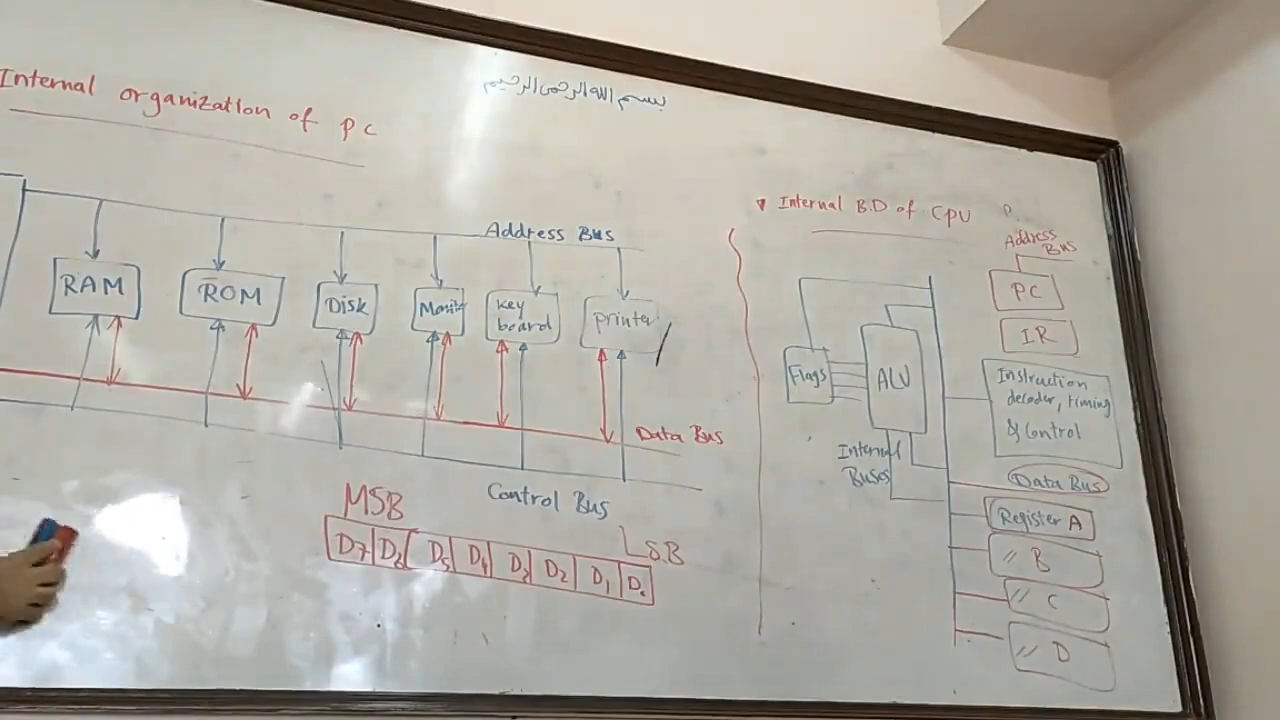 بسم الله الرحمن الرحيم
Internal organization of PC
Address Bus
RAM
ROM
Disk
Monitor
Key
board
Printer
Data Bus
Control Bus
MSB
LSB
D7 D6 D5 D4 D3 D2 D1 D0
Internal B.D of CPU
Address
Bus
PC
IR
Flags
ALU
Instruction
decoder, timing
& Control
Internal
Buses
Data Bus
Register A
" B
" C
" D